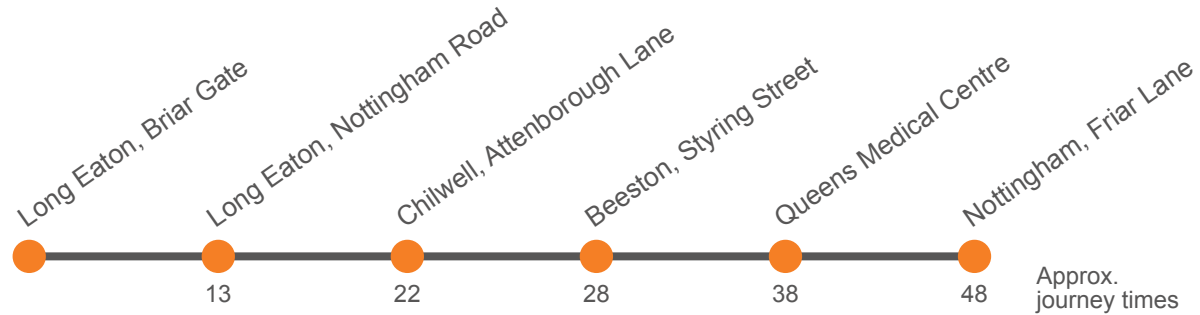 Long Eaton, Briar Gate
Long Eaton, Nottingham Road
Chilwell, Attenborough Lane
Beeston, Styring Street
Queens Medical Centre
Nottingham, Friar Lane
13
22
28
38
48
Approx.
journey times